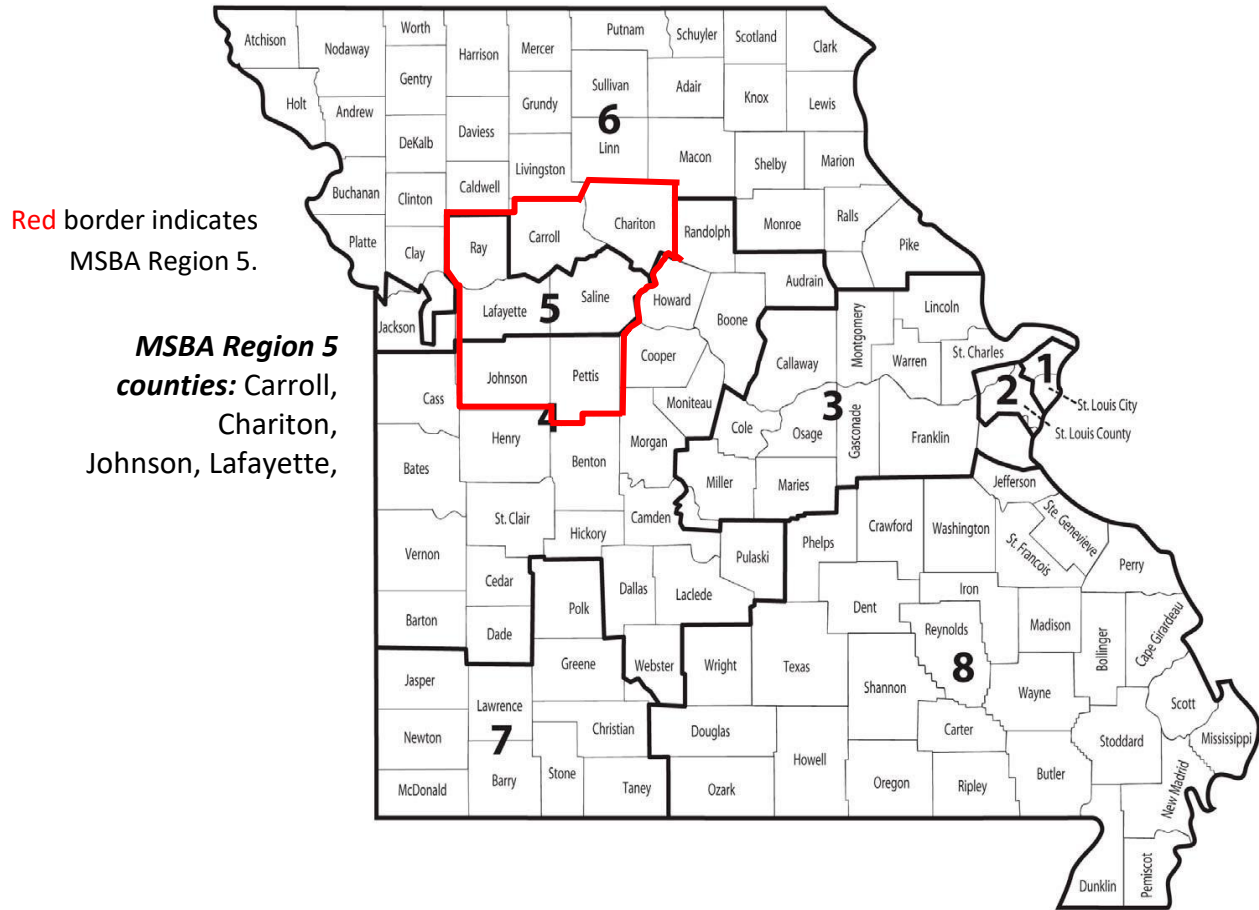 Red border indicates
MSBA Region 5.
MSBA Region 5
counties: Carroll,
Chariton,
Johnson, Lafayette,
Atchison
Nodaway
Worth
Harrison
Mercer
Putnam
Schuyler
Scotland
Clark
Gentry
Sullivan
Adair
Knox
Lewis
Holt
Andrew
Grundy
DeKalb
Daviess
6
Linn
Macon
Shelby
Marion
Livingston
Buchanan
Clinton
Caldwell
Chariton
Carroll
Randolph
Monroe
Ralls
Pike
Platte
Clay
Ray
Audrain
Jackson
Lafayette
5
Saline
Howard
Boone
Lincoln
Montgomery
Cooper
Callaway
Warren
St. Charles
1
2
St. Louis City
St. Louis County
Cass
Johnson
Pettis
Moniteau
4
3
Cole
Osage
Gasconade
Franklin
Henry
Morgan
Bates
Benton
Miller
Maries
Jefferson
St. Clair
Camden
Hickory
Crawford
Washington
Ste. Genevieve
St. Francois
Phelps
Pulaski
Vernon
Perry
Cedar
Dallas
Laclede
Polk
Dent
Iron
Barton
Dade
Reynolds
Madison
Bollinger
Cape Girardeau
Greene
Webster
Wright
Texas
8
Jasper
Shannon
Wayne
Scott
Lawrence
7
Christian
Douglas
Carter
Stoddard
Mississippi
Newton
Howell
Barry
Stone
Taney
McDonald
Ozark
Oregon
Ripley
Butler
New Madrid
Dunklin
Pemiscot